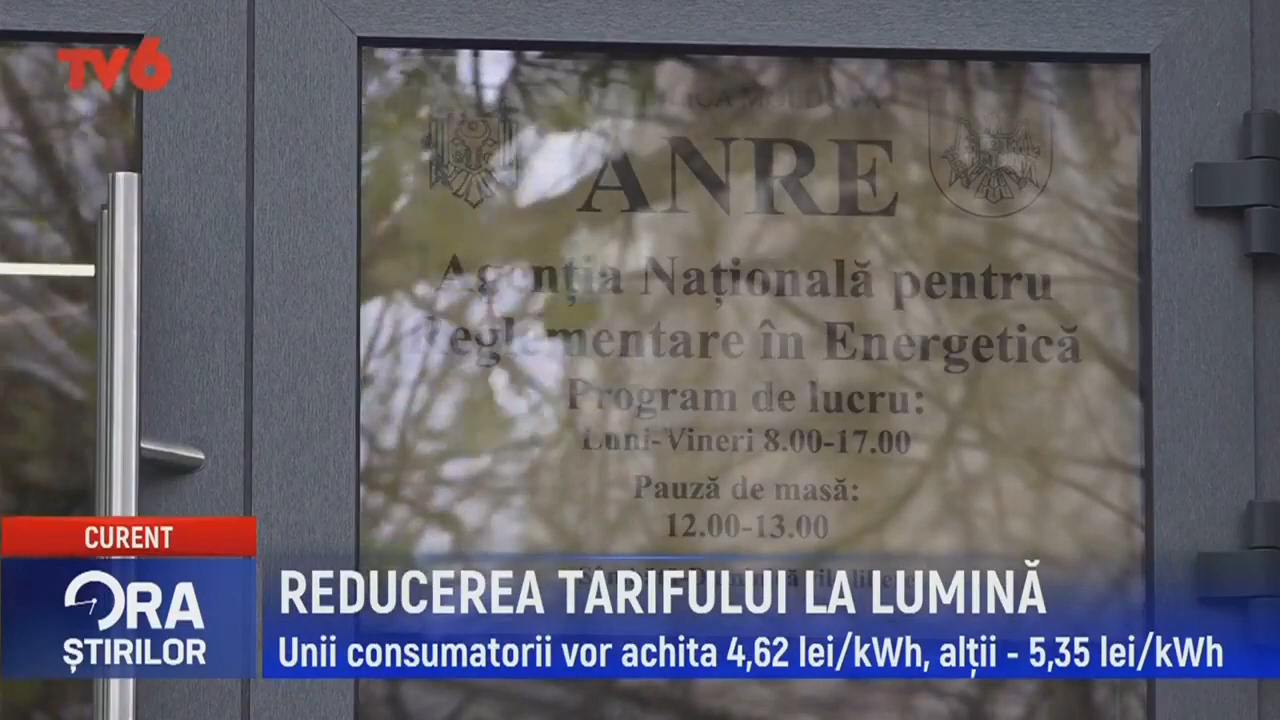 TV6
ICA MOLDOVA
ANRE
Agenția Națională pentru
Reglementare în Energetică
Program de lucru:
Luni-Vineri 8.00-17.00
Pauză de masă:
12.00-13.00
CURENT
ORA
ȘTIRILOR
REDUCEREA TARIFULUI LA LUMINĂ
Unii consumatorii vor achita 4,62 lei/kWh, alții - 5,35 lei/kWh